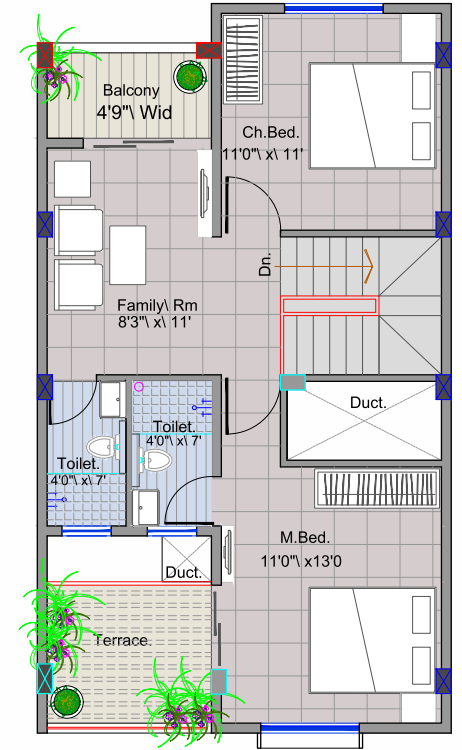 Balcony
4'9"\ Wid
Ch.Bed.
11'0"\ x\ 11'
Dn.
Family\ Rm
8'3"\ x\ 11'
Duct.
Toilet.
4'0"\ x\ 7'
Toilet.
4'0"\ x\ 7'
M.Bed.
11'0"\ x13'0
Duct.
Terrace.